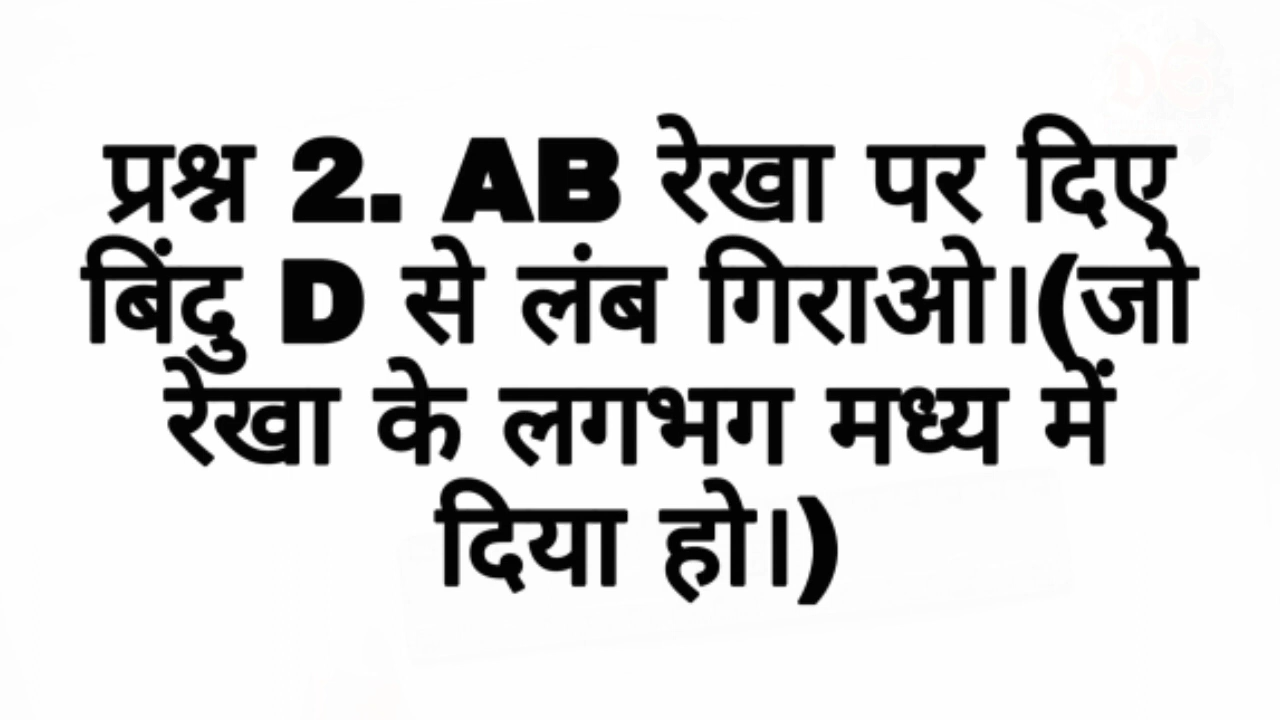 प्रश्न 2. AB रेखा पर दिए
बिंदु D से लंब गिराओ।(जो
रेखा के लगभग मध्य में
दिया हो।)